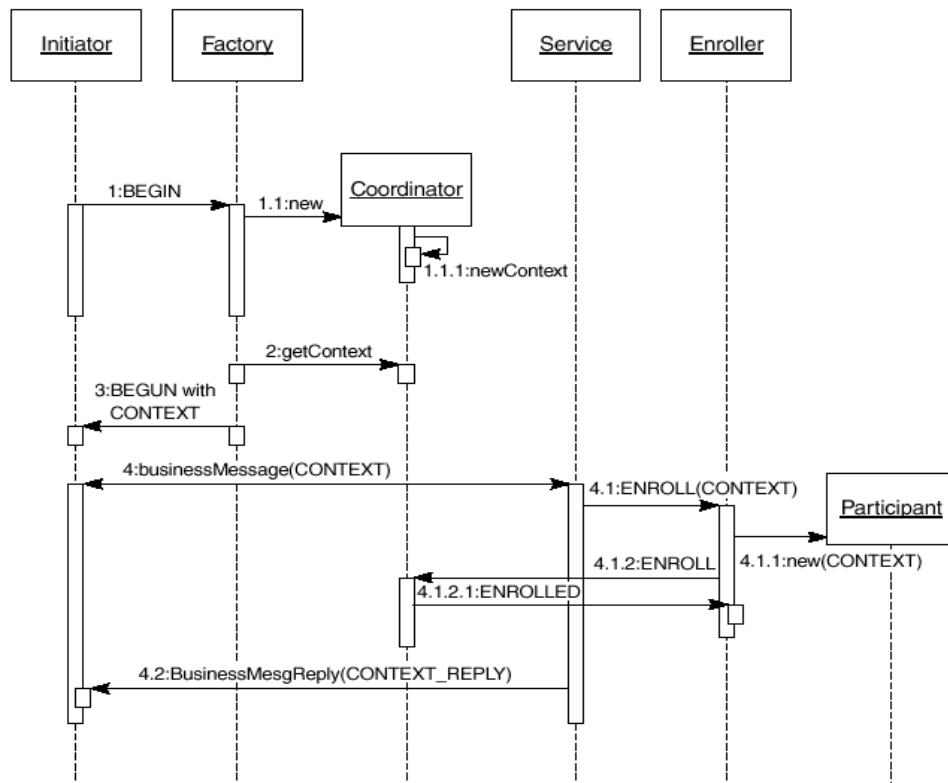 Initiator
Factory
Service
Enroller
Coordinator
1:BEGIN
1.1:new
1.1.1:newContext
2:getContext
3:BEGUN with
CONTEXT
4:businessMessage(CONTEXT)
4.1:ENROLL(CONTEXT)
Participant
4.1.1:new(CONTEXT)
4.1.2:ENROLL
4.1.2.1:ENROLLED
4.2:BusinessMesgReply(CONTEXT_REPLY)